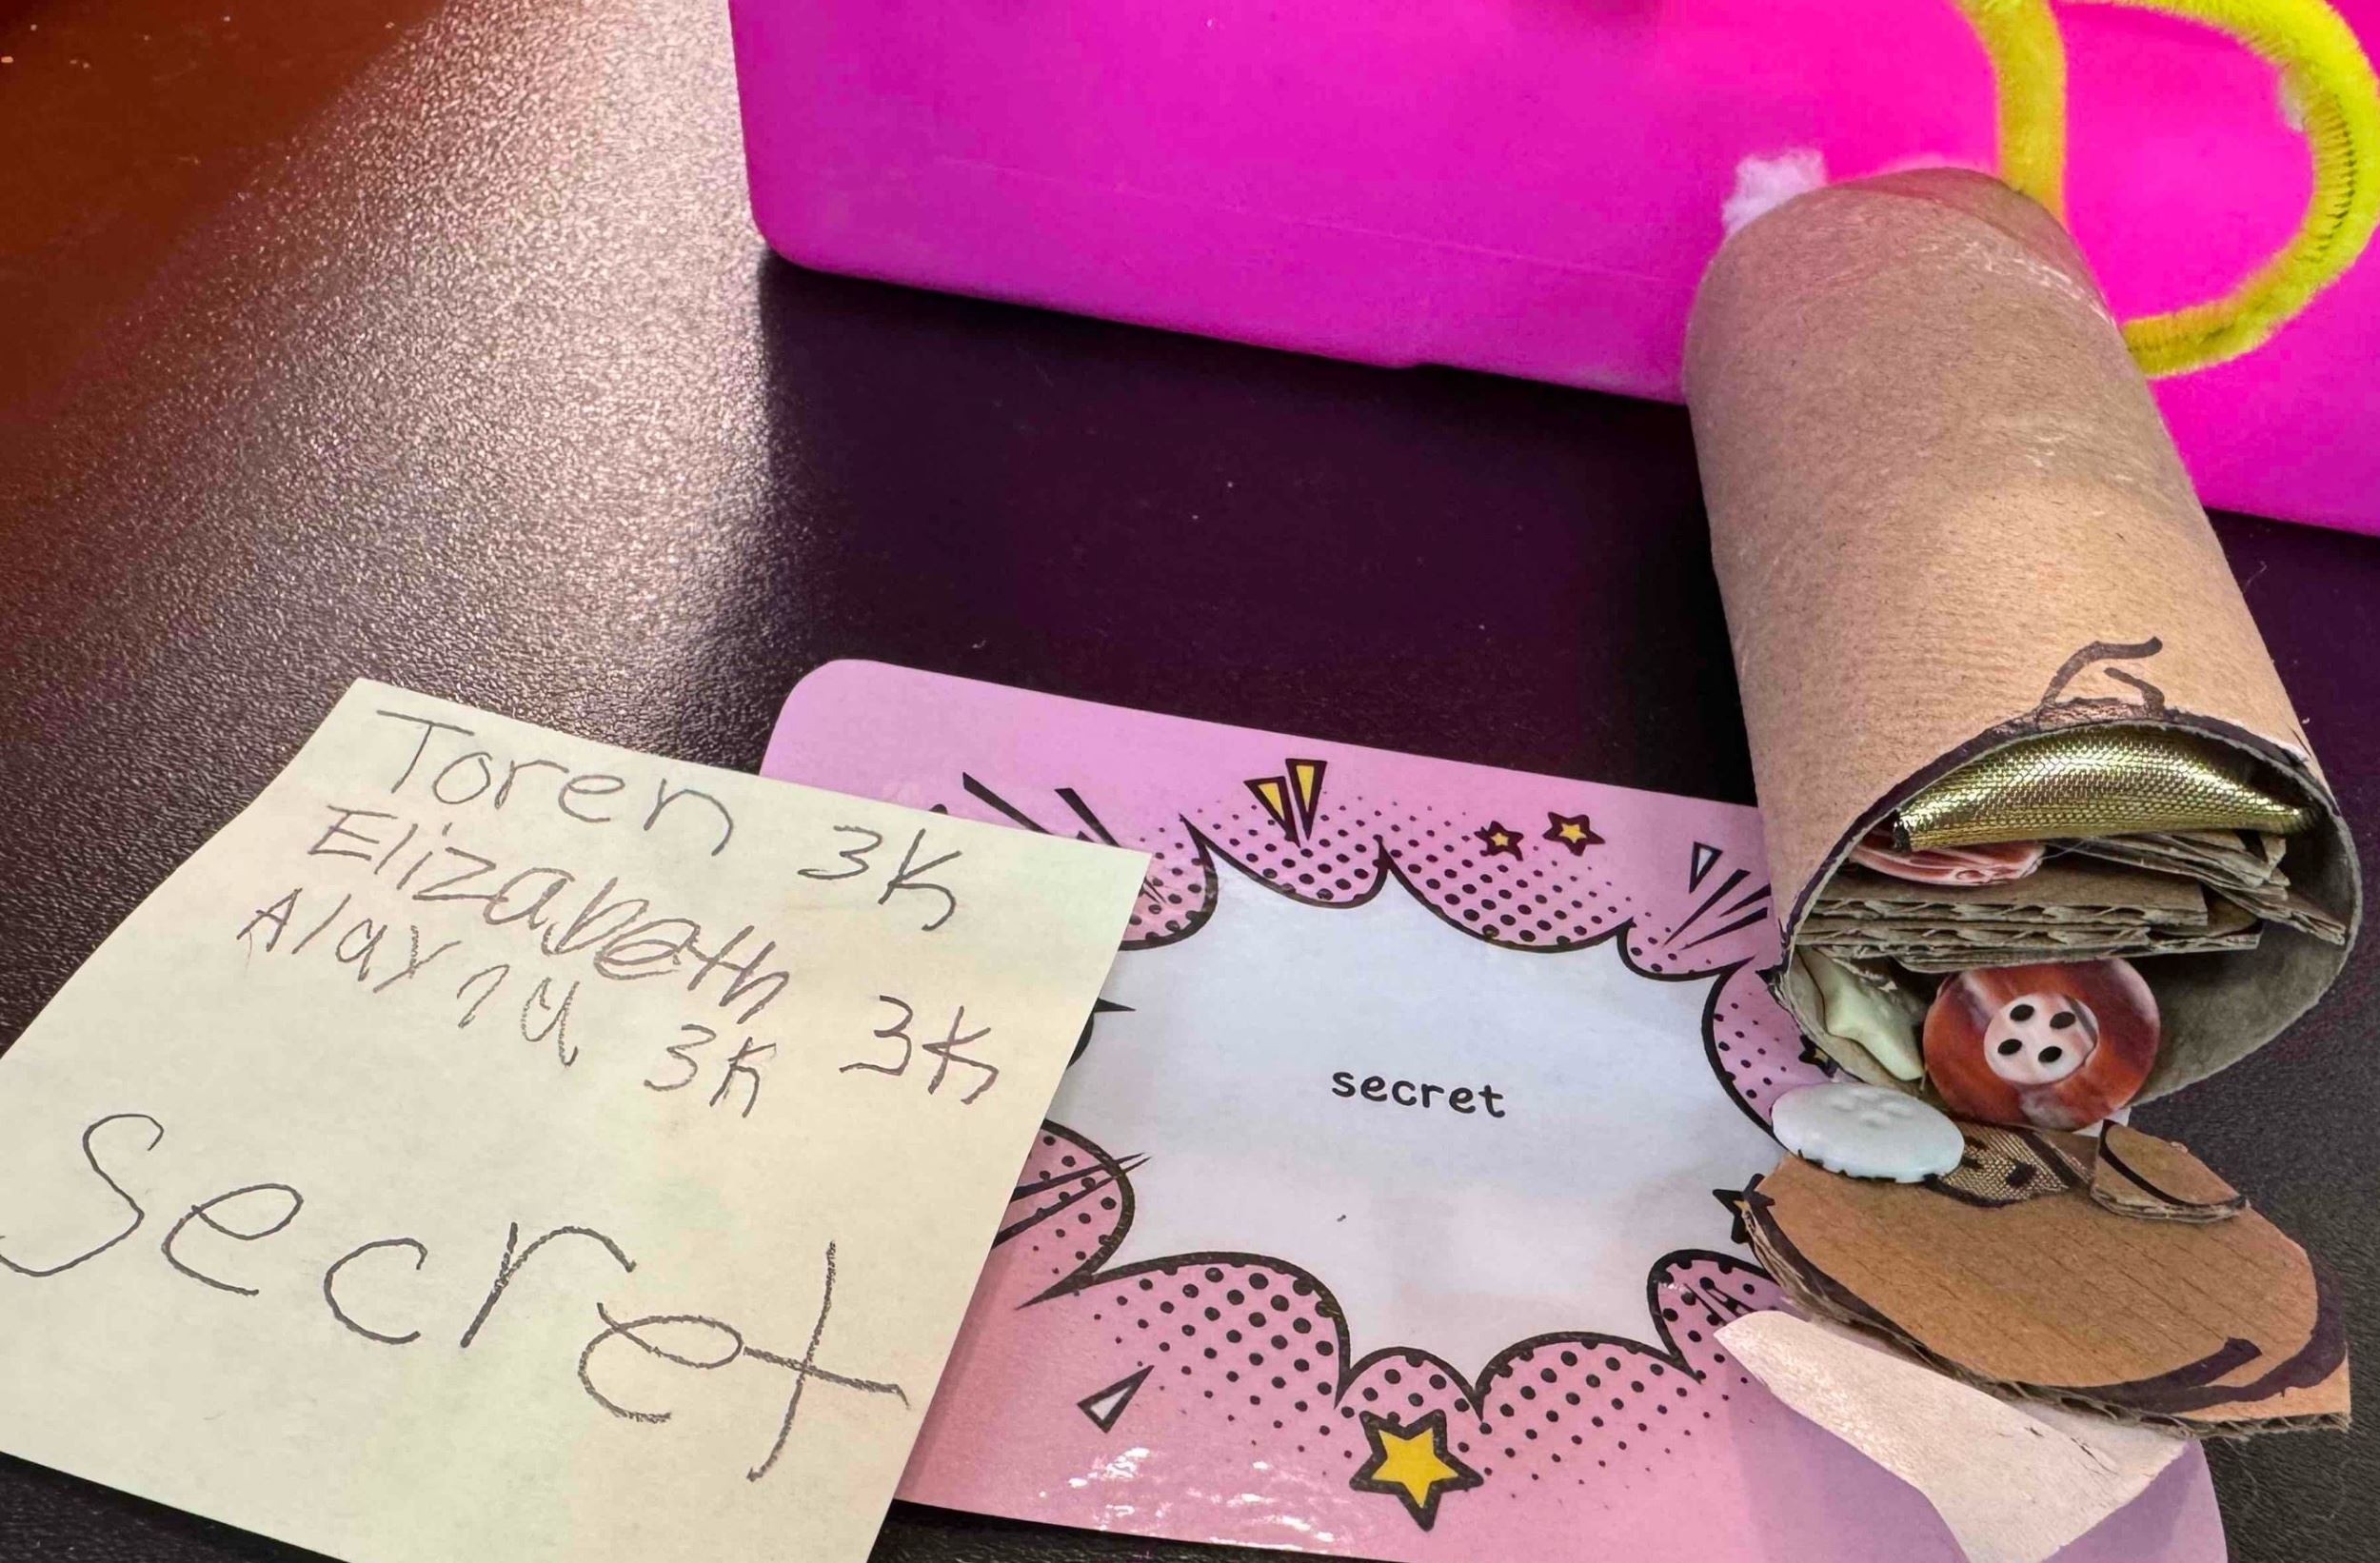 Toren 3K
Elizabeth 3K
Alayna 3K
secret
secret